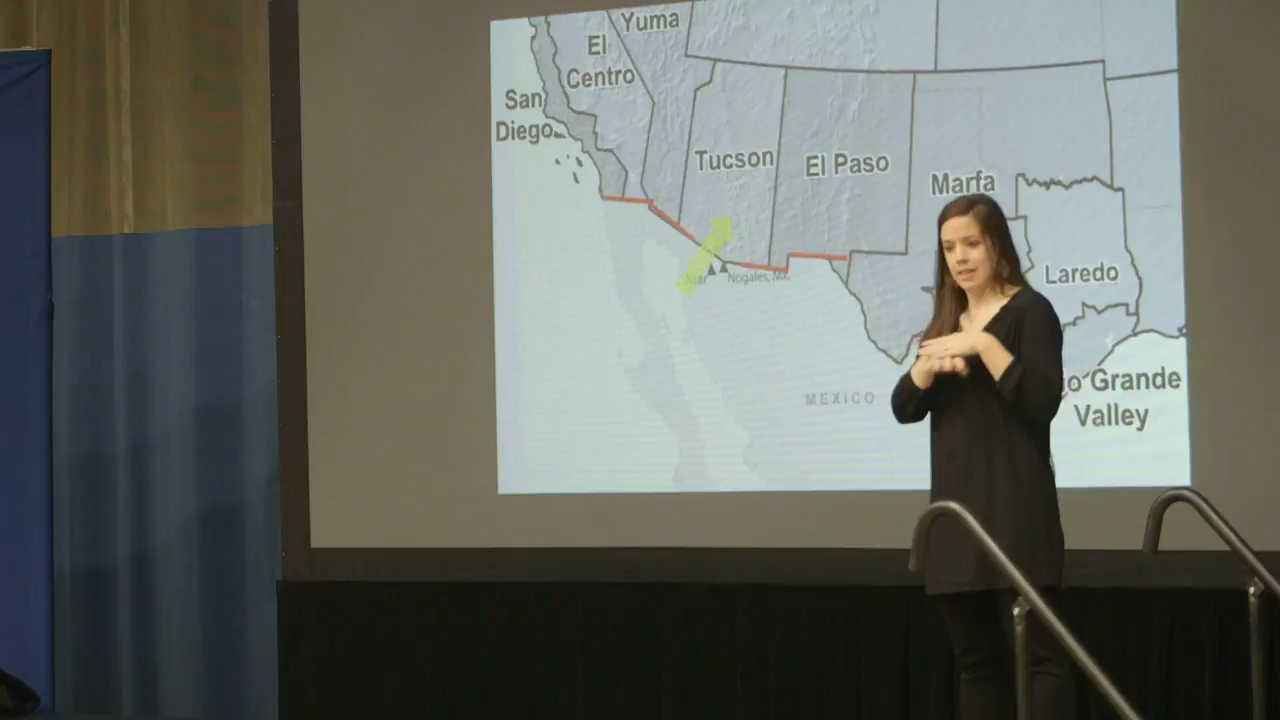 Yuma
El
Centro
San
Diego
Tucson
El Paso
Marfa
Laredo
Nogales, Mx.
MEXICO
Grande
Valley